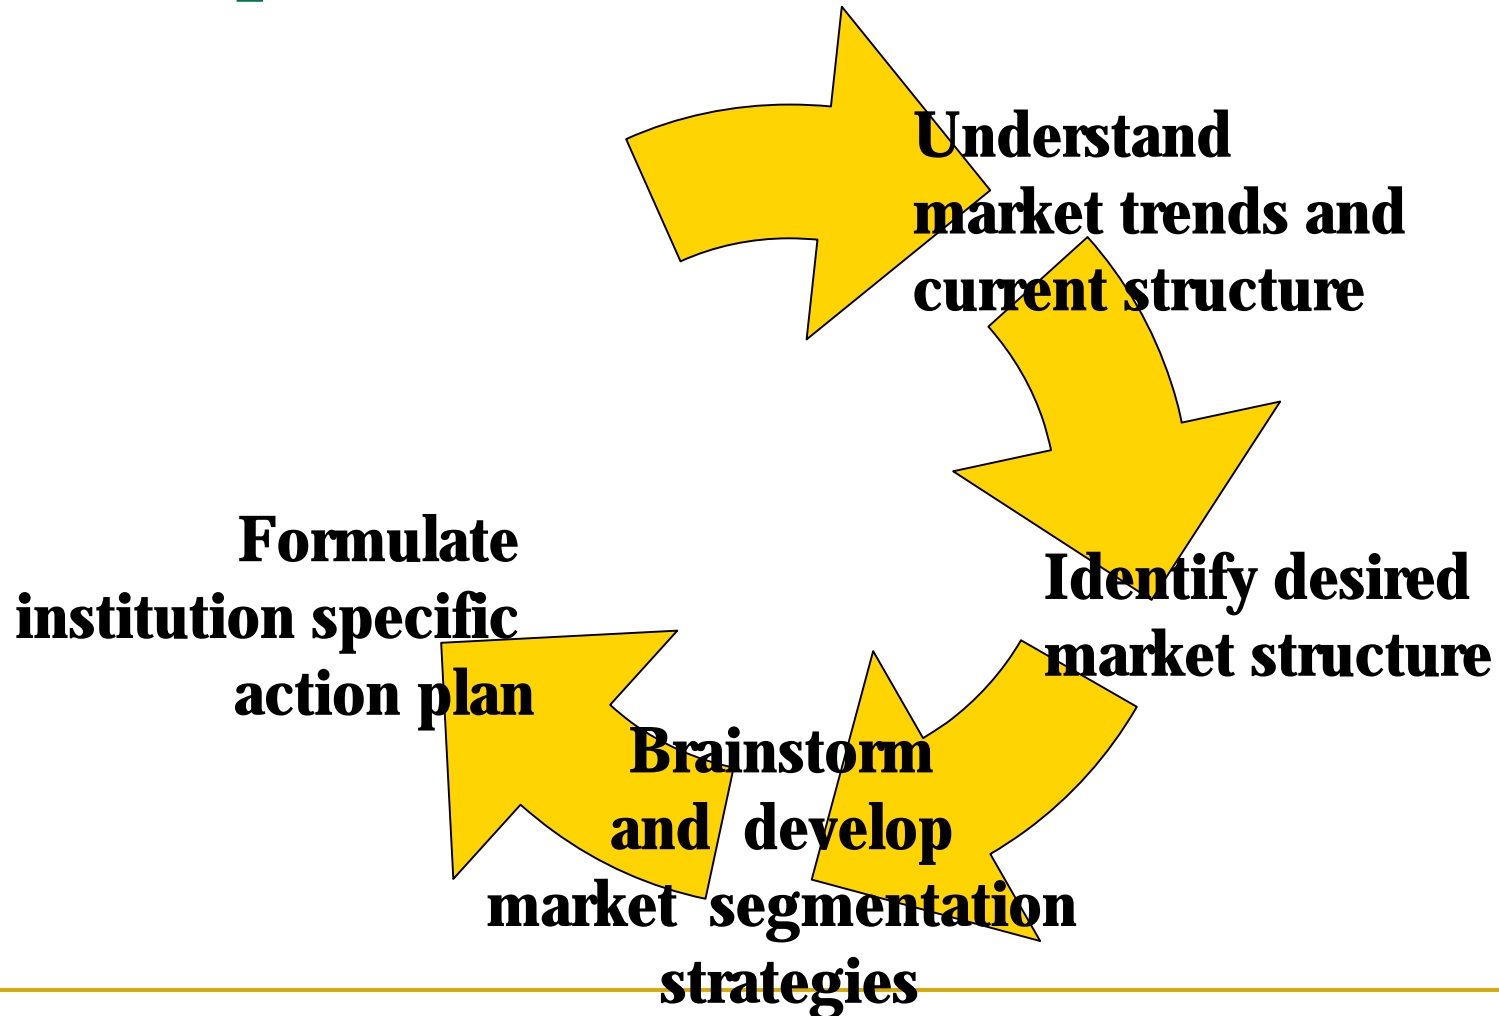 Understand
market trends and
current structure
Identify desired
market structure
Brainstorm
and  develop
market  segmentation
strategies
Formulate
institution specific
action plan